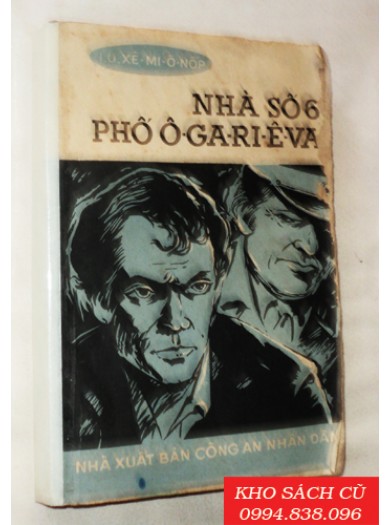 I.U. XÊ-MI-Ô-NỐP
NHÀ SỐ 6
PHỐ Ô-GA-RI-Ê-VA
NHÀ XUẤT BẢN CÔNG AN NHÂN DÂN
KHO SÁCH CŨ
0994.838.096